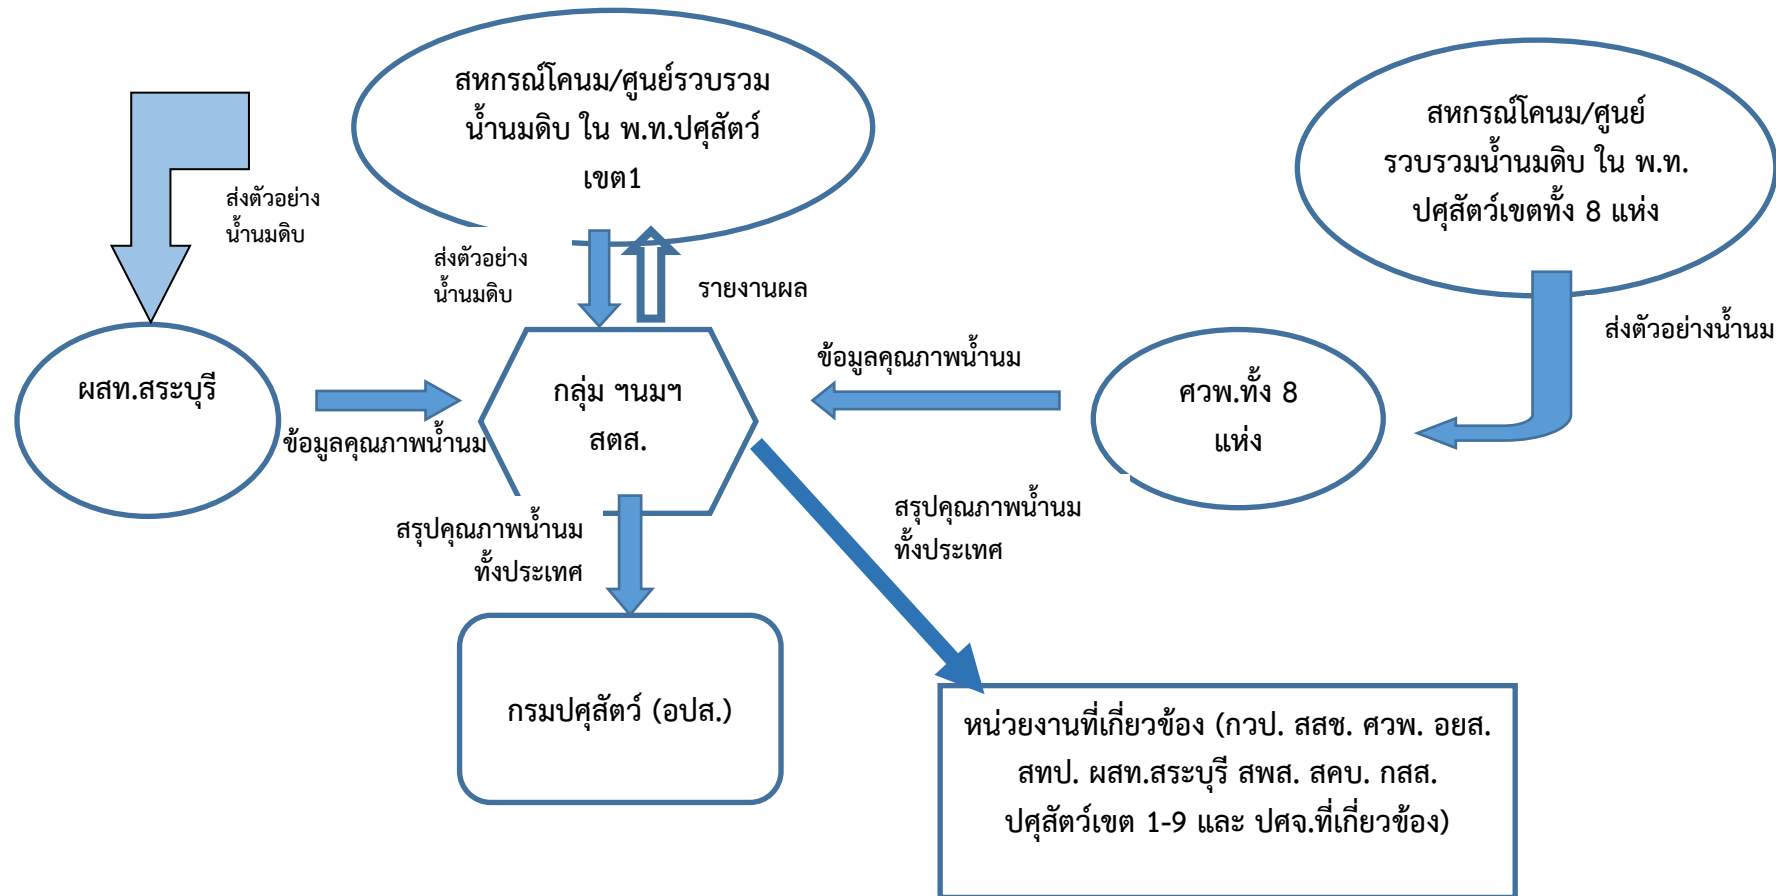 สหกรณ์โคนม/ศูนย์รวบรวม
น้ำนมดิบ ใน พ.ท.ปศุสัตว์
เขต1
สหกรณ์โคนม/ศูนย์
รวบรวมน้ำนมดิบ ใน พ.ท.
ปศุสัตว์เขตทั้ง 8 แห่ง
ส่งตัวอย่าง
น้ำนมดิบ
ส่งตัวอย่าง
น้ำนมดิบ
รายงานผล
ส่งตัวอย่างน้ำนม
ผสท.สระบุรี
ข้อมูลคุณภาพน้ำนม
กลุ่ม ฯนมฯ
สตส.
ข้อมูลคุณภาพน้ำนม
ศวพ.ทั้ง 8
แห่ง
สรุปคุณภาพน้ำนม
ทั้งประเทศ
สรุปคุณภาพน้ำนม
ทั้งประเทศ
กรมปศุสัตว์ (อปส.)
หน่วยงานที่เกี่ยวข้อง (กวป. สสช. ศวพ. อยส.
สทป. ผสท.สระบุรี สพส. สคบ. กสส.
ปศุสัตว์เขต 1-9 และ ปศจ.ที่เกี่ยวข้อง)